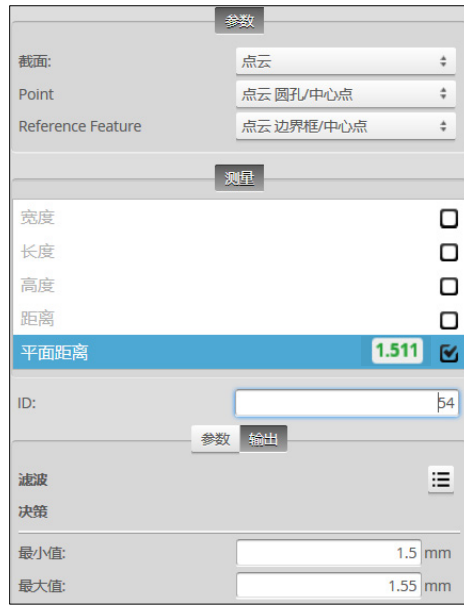 参数
截面: 点云
Point 点云 圆孔/中心点
Reference Feature 点云 边界框/中心点
测量
宽度
长度
高度
距离
平面距离 1.511
ID: 54
参数 输出
滤波
决策
最小值: 1.5 mm
最大值: 1.55 mm